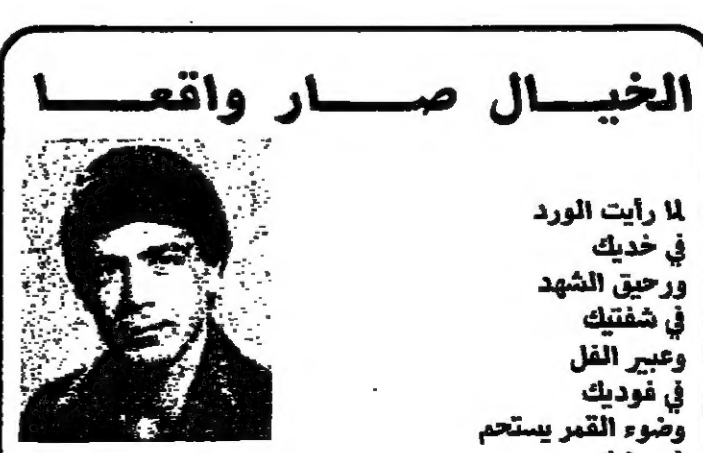 الخيال صار واقعا
لما رأيت الورد
في خديك
ورحيق الشهد
في شفتيك
وعبير الفل
في فوديك
وضوء القمر يستحم